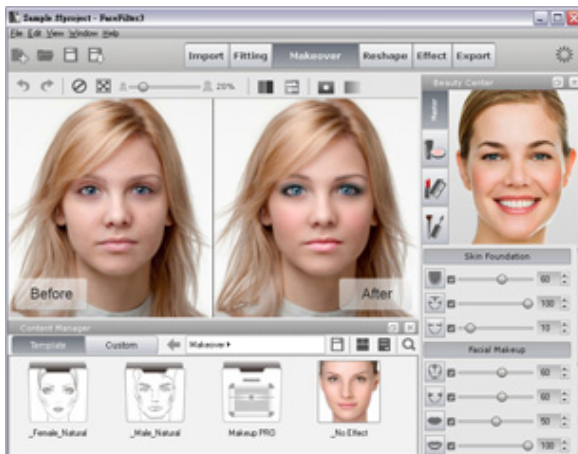 Sample.ffproject - FaceFilter3
File Edit View Window Help
Import Fitting Makeover Reshape Effect Export
20%
Beauty Center
Before
After
Skin Foundation
60
100
10
Content Manager
Template Custom Makeover
Facial Makeup
60
60
50
100
_Female_Natural _Male_Natural Makeup PRO _No Effect